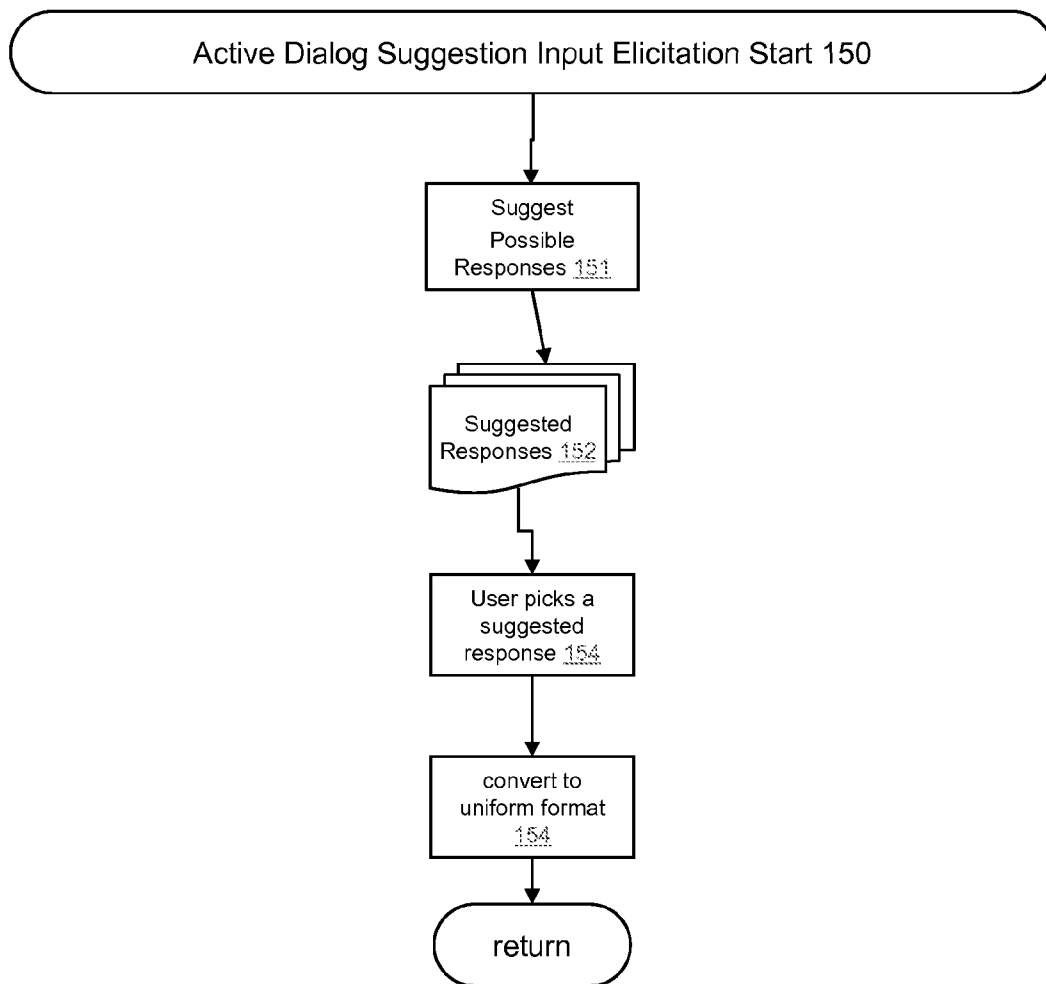 Active Dialog Suggestion Input Elicitation Start 150
Suggest
Possible
Responses 151
Suggested
Responses 152
User picks a
suggested
response 154
convert to
uniform format
154
return